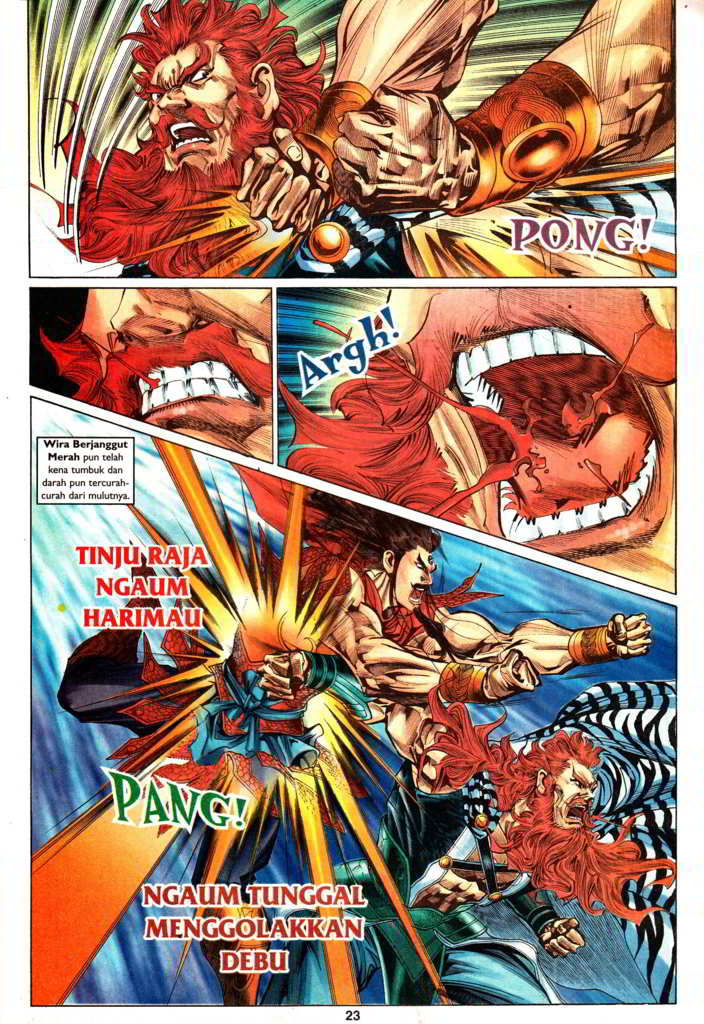 PONG!
Argh!
Wira Berjanggut
Merah pun telah
kena tumbuk dan
darah pun tercurah-
curah dari mulutnya.
TINJU RAJA
NGAUM
HARIMAU
PANG!
NGAUM TUNGGAL
MENGGOLAKKAN
DEBU
23